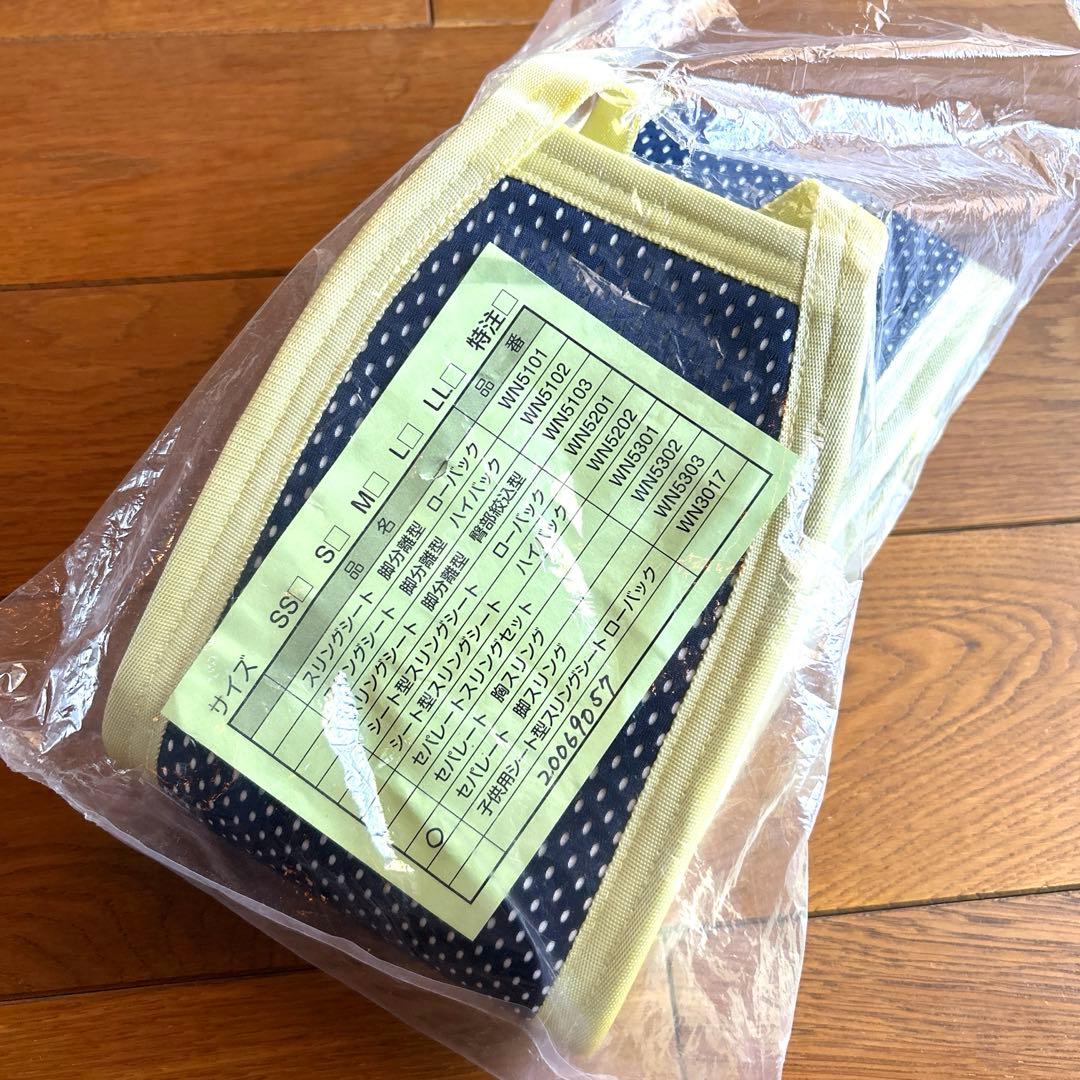 サイズ SS□ S□ M□ L□ LL□ 特注□
品 名 品 番
スリングシート 脚分離型 ローバック WN5101
スリングシート 脚分離型 ハイバック WN5102
スリングシート 脚分離型 臀部絞込型 WN5103
シート型スリングシート ローバック WN5201
シート型スリングシート ハイバック WN5202
セパレートスリングセット WN5301
セパレート 胸スリング WN5302
○ セパレート 脚スリング WN5303
子供用シート型スリングシート ローバック WN3017
20069057